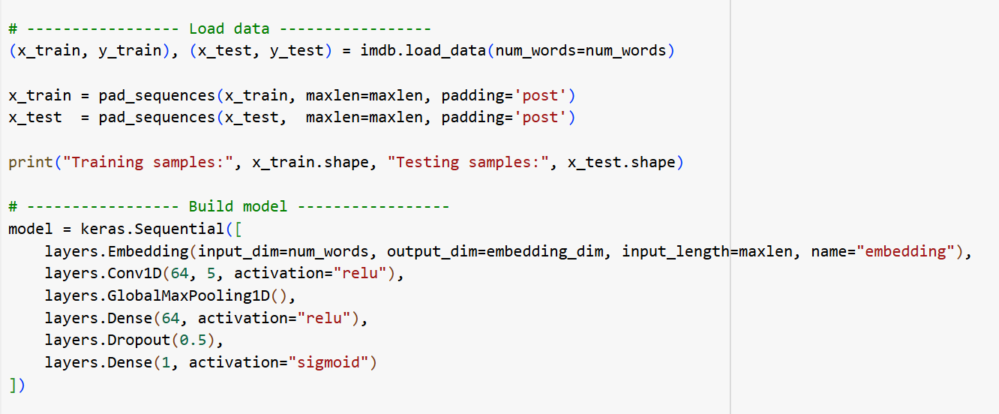 # ----------------- Load data -----------------
(x_train, y_train), (x_test, y_test) = imdb.load_data(num_words=num_words)
x_train = pad_sequences(x_train, maxlen=maxlen, padding='post')
x_test  = pad_sequences(x_test,  maxlen=maxlen, padding='post')
print("Training samples:", x_train.shape, "Testing samples:", x_test.shape)
# ----------------- Build model -----------------
model = keras.Sequential([
    layers.Embedding(input_dim=num_words, output_dim=embedding_dim, input_length=maxlen, name="embedding"),
    layers.Conv1D(64, 5, activation="relu"),
    layers.GlobalMaxPooling1D(),
    layers.Dense(64, activation="relu"),
    layers.Dropout(0.5),
    layers.Dense(1, activation="sigmoid")
])